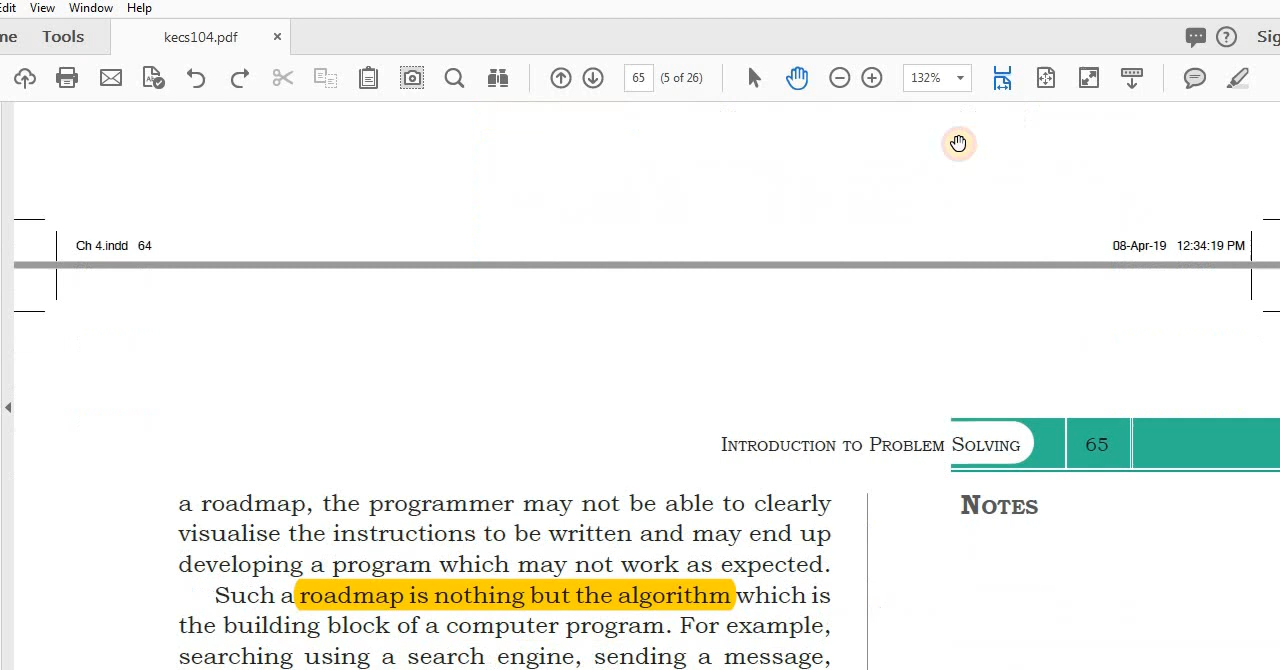 Edit View Window Help
me Tools kecs104.pdf × Sig
65 (5 of 26) 132%
Ch 4.indd 64 08-Apr-19 12:34:19 PM
Introduction to Problem Solving 65
a roadmap, the programmer may not be able to clearly
visualise the instructions to be written and may end up
developing a program which may not work as expected.
Such a roadmap is nothing but the algorithm which is
the building block of a computer program. For example,
searching using a search engine, sending a message,
Notes